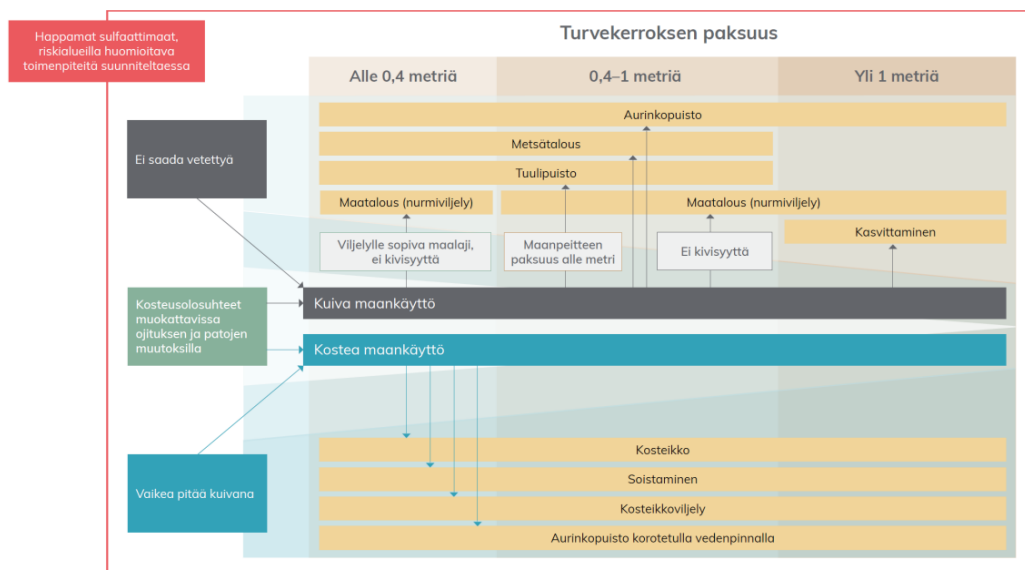 Happamat sulfaattimaat,
riskialueilla huomioitava
toimenpiteitä suunniteltaessa
Turvekerroksen paksuus
Alle 0,4 metriä
0,4–1 metriä
Yli 1 metriä
Aurinkopuisto
Ei saada vetettyä
Metsätalous
Tuulipuisto
Maatalous (nurmiviljely)
Maatalous (nurmiviljely)
Viljelylle sopiva maalaji,
ei kivisyyttä
Maanpeitteen
paksuus alle metri
Ei kivisyyttä
Kasvittaminen
Kosteusolosuhteet
muokattavissa
ojituksen ja patojen
muutoksilla
Kuiva maankäyttö
Kostea maankäyttö
Vaikea pitää kuivana
Kosteikko
Soistaminen
Kosteikkoviljely
Aurinkopuisto korotetulla vedenpinnalla